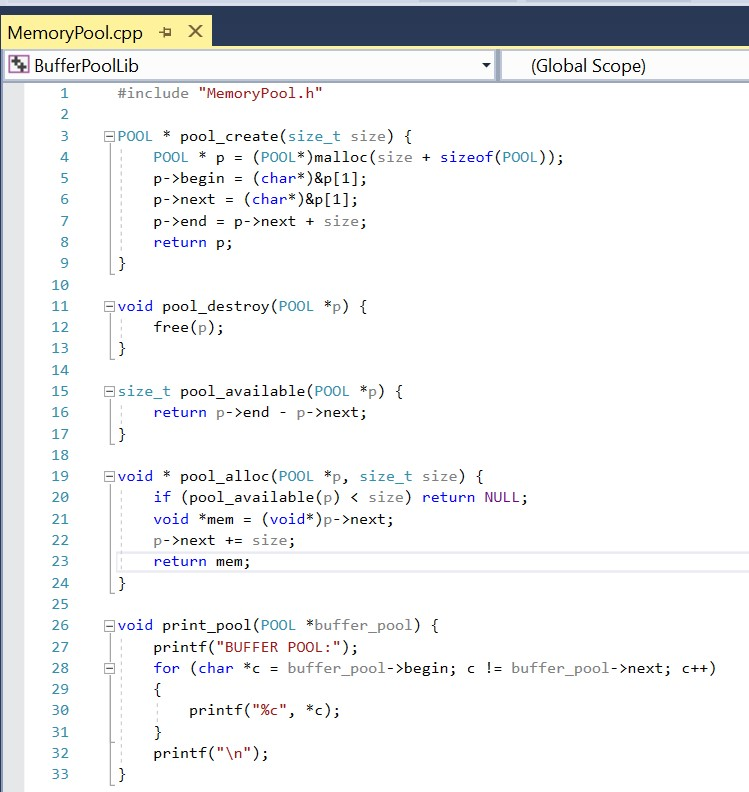 MemoryPool.cpp
BufferPoolLib (Global Scope)
1 #include "MemoryPool.h"
2
3 POOL * pool_create(size_t size) {
4     POOL * p = (POOL*)malloc(size + sizeof(POOL));
5     p->begin = (char*)&p[1];
6     p->next = (char*)&p[1];
7     p->end = p->next + size;
8     return p;
9 }
10
11 void pool_destroy(POOL *p) {
12     free(p);
13 }
14
15 size_t pool_available(POOL *p) {
16     return p->end - p->next;
17 }
18
19 void * pool_alloc(POOL *p, size_t size) {
20     if (pool_available(p) < size) return NULL;
21     void *mem = (void*)p->next;
22     p->next += size;
23     return mem;
24 }
25
26 void print_pool(POOL *buffer_pool) {
27     printf("BUFFER POOL:");
28     for (char *c = buffer_pool->begin; c != buffer_pool->next; c++)
29     {
30         printf("%c", *c);
31     }
32     printf("\n");
33 }